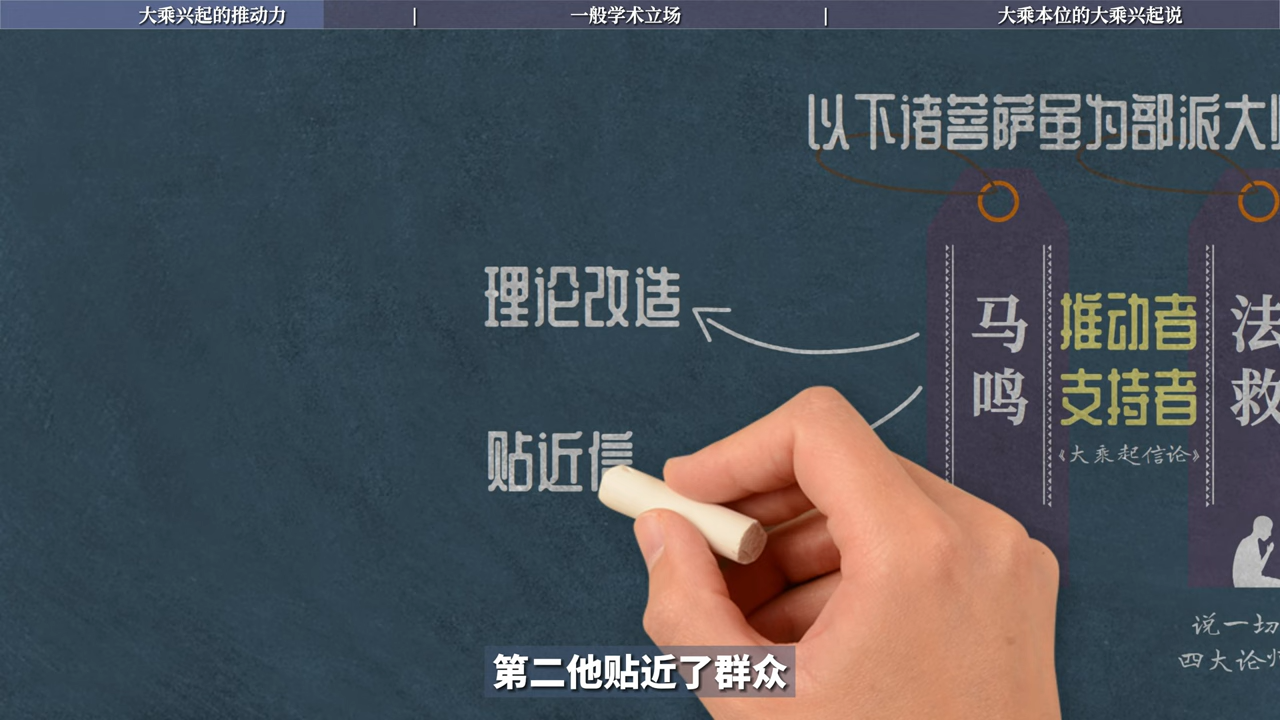 大乘兴起的推动力 | 一般学术立场 | 大乘本位的大乘兴起说
以下诸菩萨虽为部派大
理论改造
马鸣
推动者
支持者
《大乘起信论》
法救
贴近信
说一切
四大论师
第二他贴近了群众